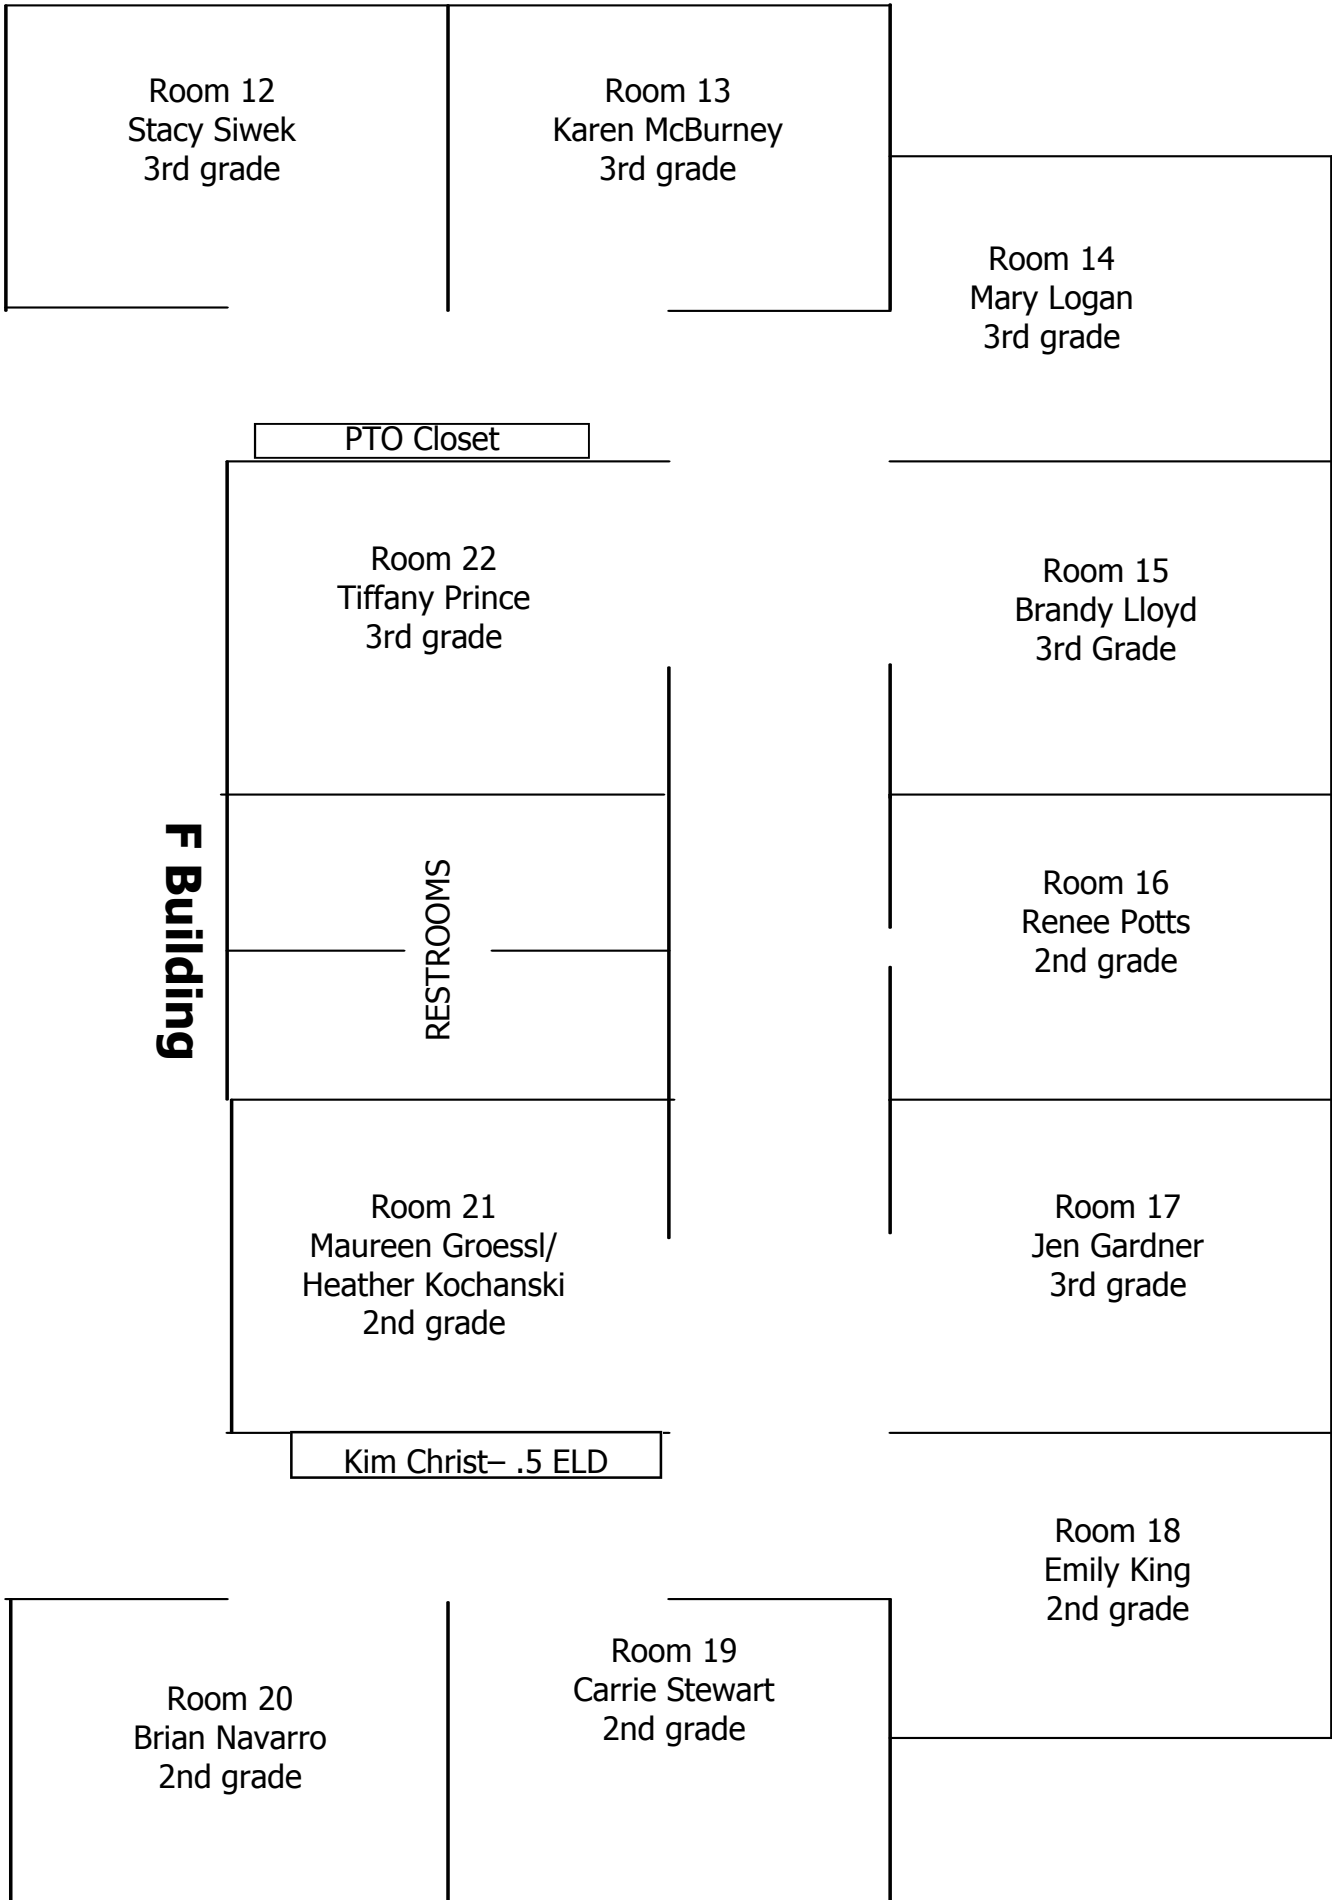 Room 12
Stacy Siwek
3rd grade
Room 13
Karen McBurney
3rd grade
Room 14
Mary Logan
3rd grade
PTO Closet
Room 22
Tiffany Prince
3rd grade
Room 15
Brandy Lloyd
3rd Grade
F Building
RESTROOMS
Room 16
Renee Potts
2nd grade
Room 21
Maureen Groessl/
Heather Kochanski
2nd grade
Room 17
Jen Gardner
3rd grade
Kim Christ– .5 ELD
Room 18
Emily King
2nd grade
Room 19
Carrie Stewart
2nd grade
Room 20
Brian Navarro
2nd grade